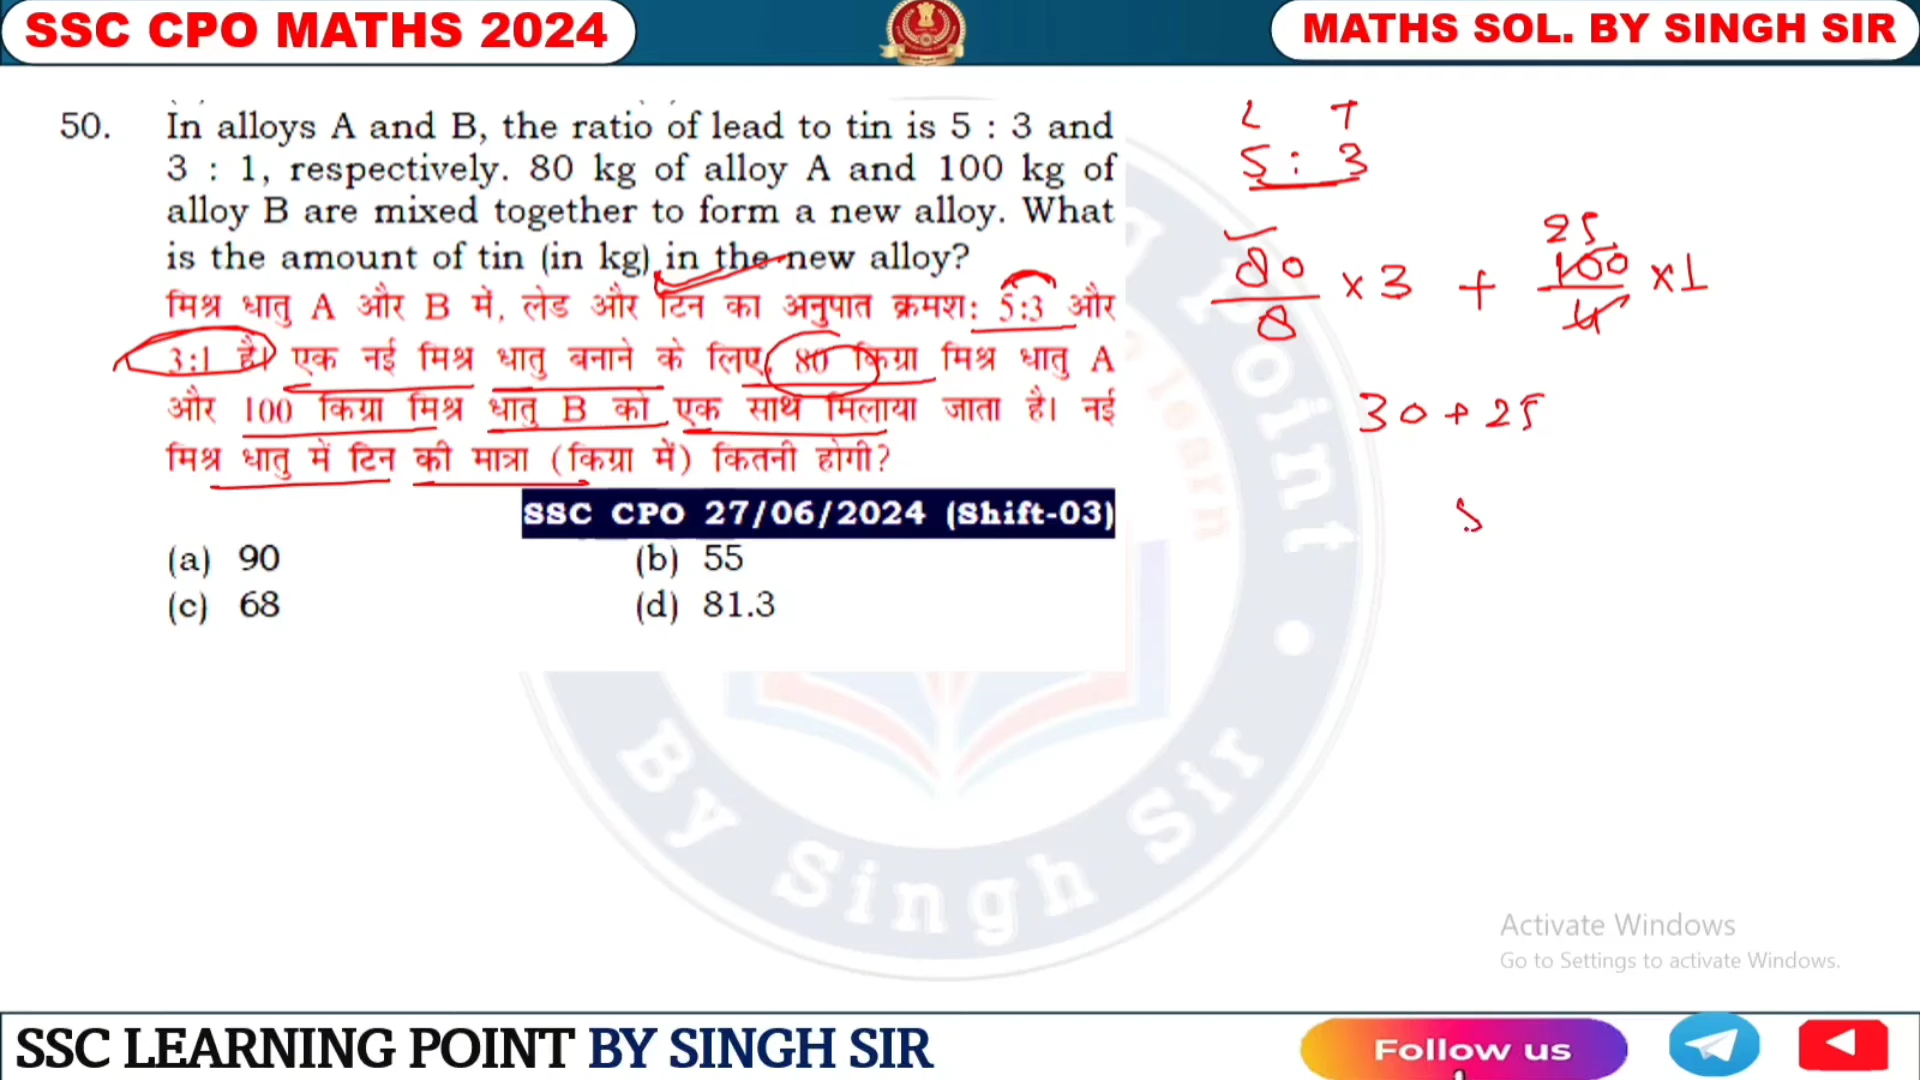 SSC CPO MATHS 2024
MATHS SOL. BY SINGH SIR
50. In alloys A and B, the ratio of lead to tin is 5 : 3 and
3 : 1, respectively. 80 kg of alloy A and 100 kg of
alloy B are mixed together to form a new alloy. What
is the amount of tin (in kg) in the new alloy?
मिश्र धातु A और B में, लेड और टिन का अनुपात क्रमश: 5:3 और
3:1 है। एक नई मिश्र धातु बनाने के लिए, 80 किग्रा मिश्र धातु A
और 100 किग्रा मिश्र धातु B को एक साथ मिलाया जाता है। नई
मिश्र धातु में टिन की मात्रा (किग्रा में) कितनी होगी?
SSC CPO 27/06/2024 (Shift-03)
(a) 90 (b) 55
(c) 68 (d) 81.3
L T
5 : 3
80/8 × 3 + 100/4 × 1
25
30 + 25
By Singh Sir
Activate Windows
Go to Settings to activate Windows.
SSC LEARNING POINT BY SINGH SIR
Follow us